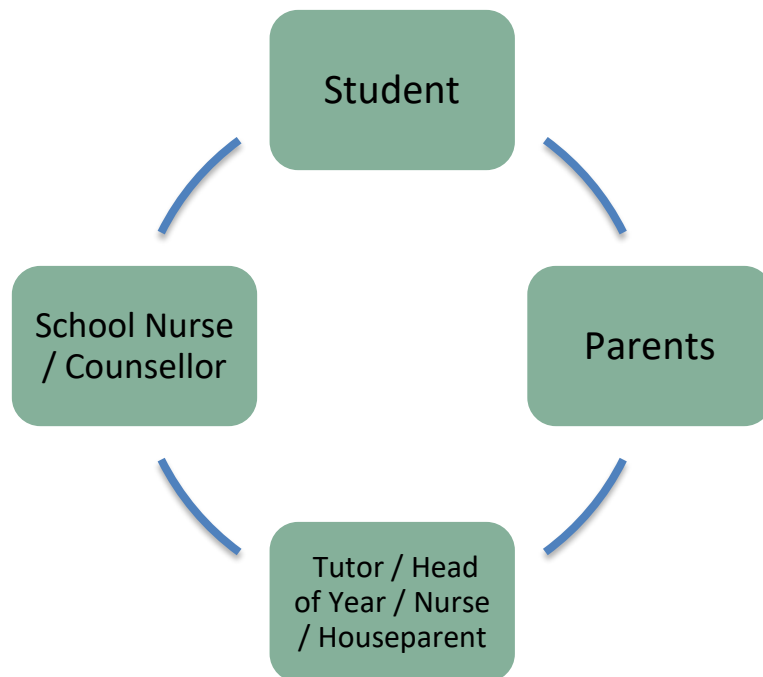 Student
School Nurse
/ Counsellor
Parents
Tutor / Head
of Year / Nurse
/ Houseparent